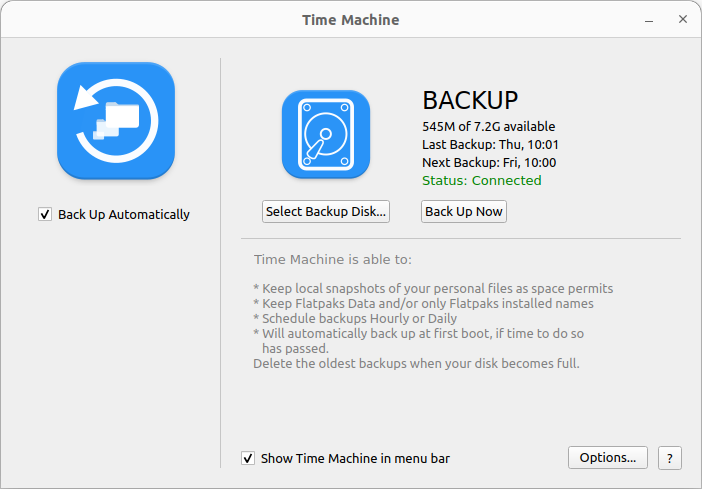 Time Machine
BACKUP
545M of 7.2G available
Last Backup: Thu, 10:01
Next Backup: Fri, 10:00
Status: Connected
Back Up Automatically
Select Backup Disk...
Back Up Now
Time Machine is able to:
* Keep local snapshots of your personal files as space permits
* Keep Flatpaks Data and/or only Flatpaks installed names
* Schedule backups Hourly or Daily
* Will automatically back up at first boot, if time to do so
has passed.
Delete the oldest backups when your disk becomes full.
Show Time Machine in menu bar
Options...
?